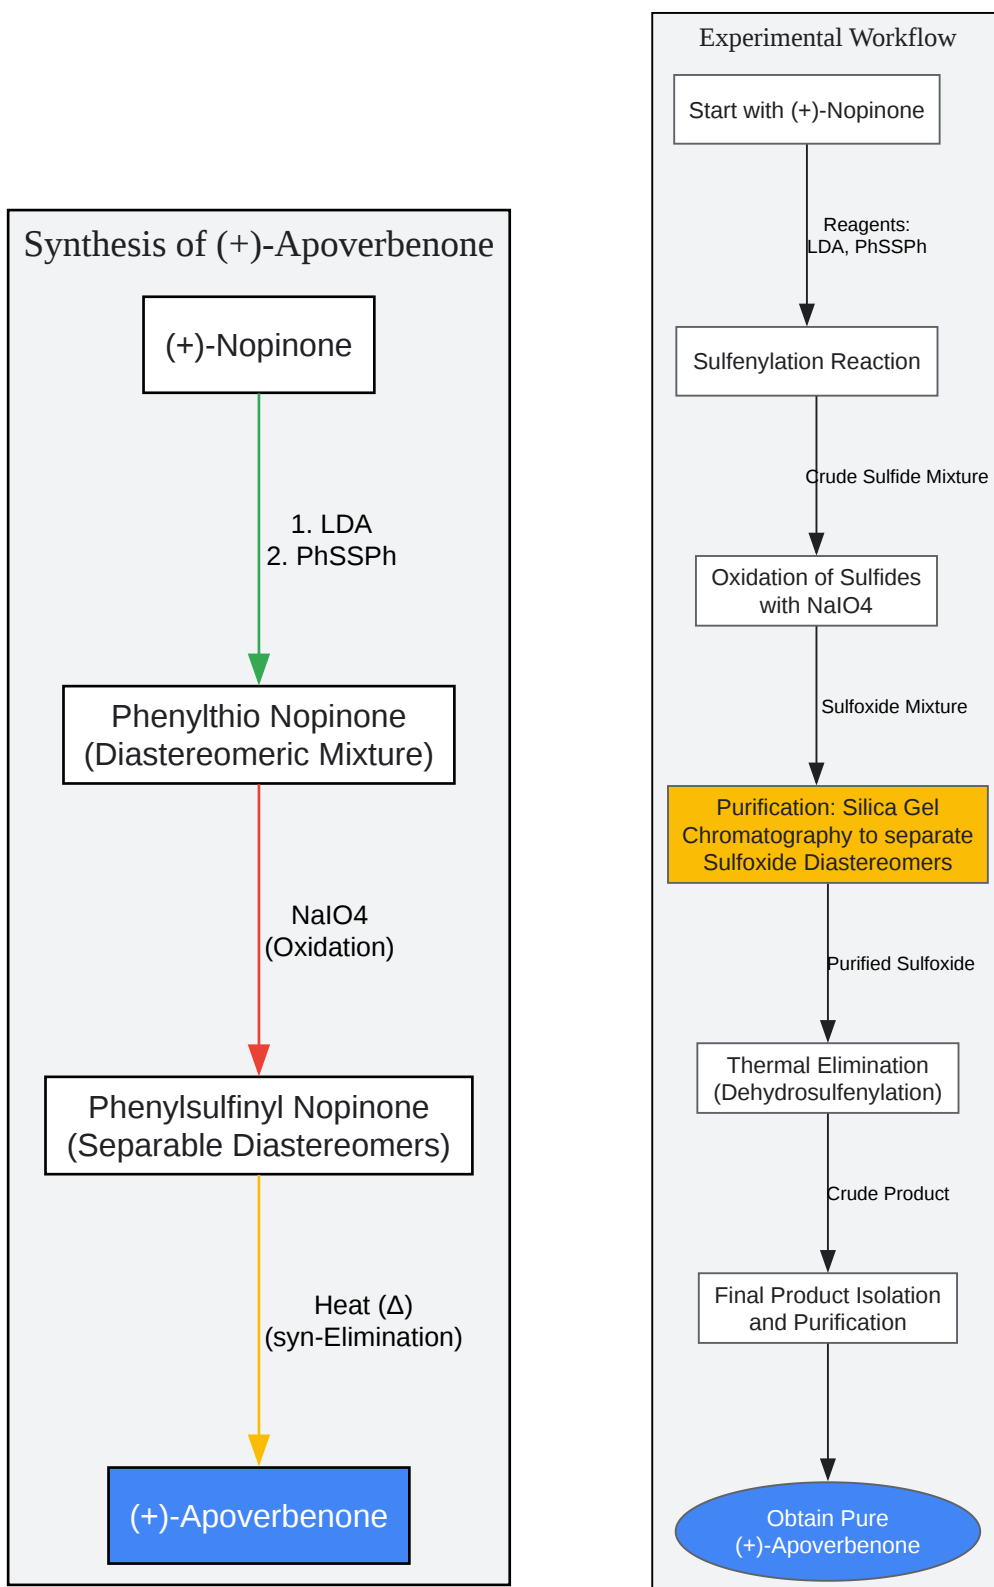 Synthesis of (+)-Apoverbenone
(+)-Nopinone
1. LDA
2. PhSSPh
Phenylthio Nopinone
(Diastereomeric Mixture)
NaIO4
(Oxidation)
Phenylsulfinyl Nopinone
(Separable Diastereomers)
Heat (Δ)
(syn-Elimination)
(+)-Apoverbenone
Experimental Workflow
Start with (+)-Nopinone
Reagents:
LDA, PhSSPh
Sulfenylation Reaction
Crude Sulfide Mixture
Oxidation of Sulfides
with NaIO4
Sulfoxide Mixture
Purification: Silica Gel
Chromatography to separate
Sulfoxide Diastereomers
Purified Sulfoxide
Thermal Elimination
(Dehydrosulfenylation)
Crude Product
Final Product Isolation
and Purification
Obtain Pure
(+)-Apoverbenone